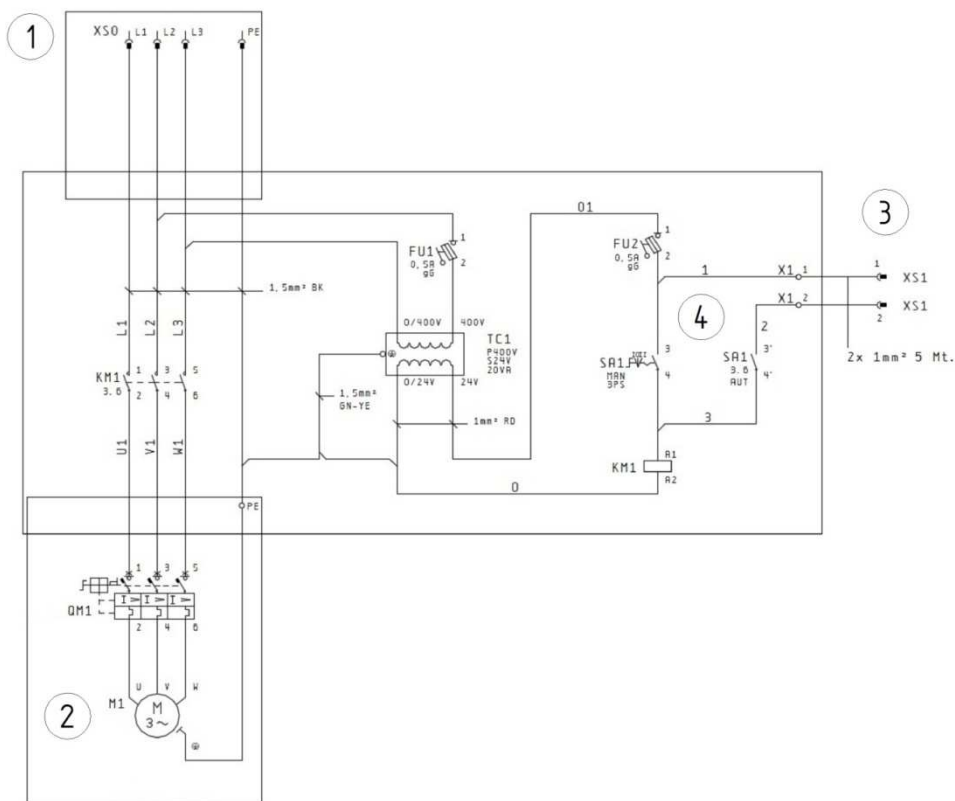 1
XS0 L1 L2 L3 PE
3
01
FU1
0,5A
gG
1
2
FU2
0,5A
gG
1
2
1
X1 1
1
XS1
X1 2
2
XS1
1,5mm² BK
L1
L2
L3
0/400V 400V
TC1
P400V
S24V
20VA
0/24V 24V
4
2
2x 1mm² 5 Mt.
KM1
3.6
1 3 5
2 4 6
SA1
MAN
3PS
3
4
SA1
3.6
AUT
3'
4'
1,5mm²
GN-YE
1mm² RD
3
U1
V1
W1
KM1
A1
A2
0
PE
1 3 5
I> I> I>
QM1
2 4 6
U V W
M1
M
3~
2